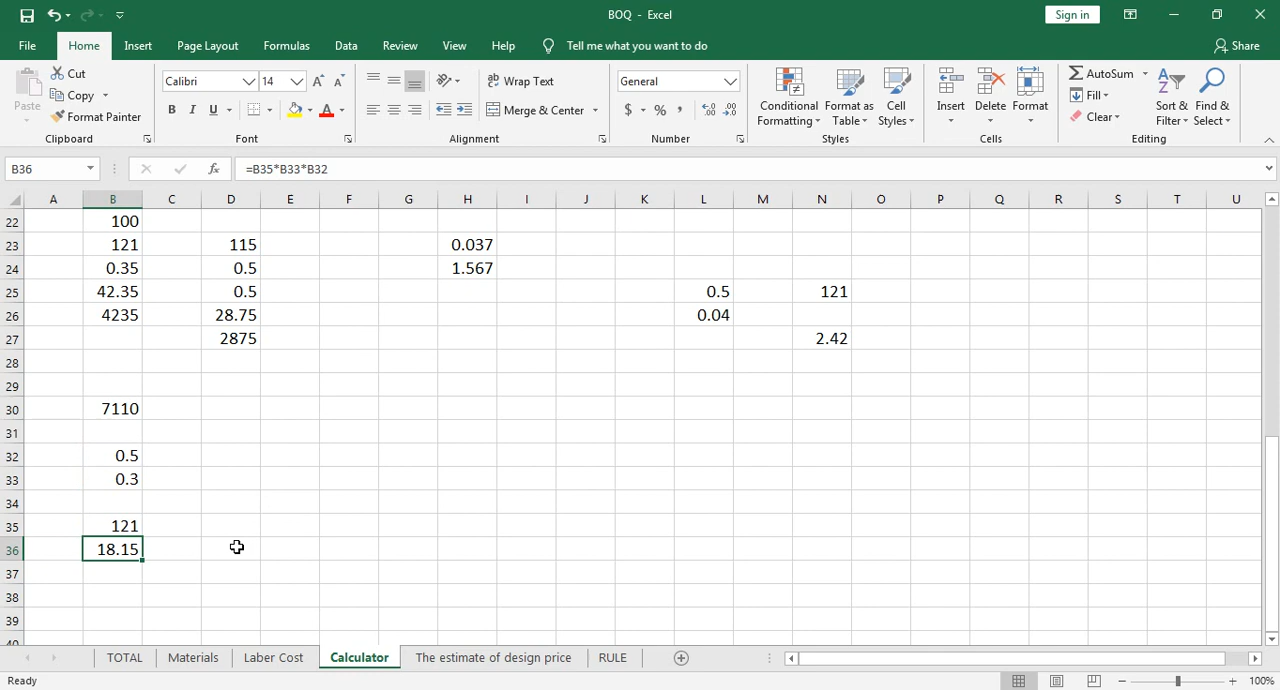 BOQ - Excel
Sign in
File Home Insert Page Layout Formulas Data Review View Help Tell me what you want to do Share
Paste Cut Copy Format Painter Clipboard
Calibri 14 A A B I U A Font
Wrap Text Merge & Center Alignment
General $ % , Number
Conditional Formatting Format as Table Cell Styles Styles
Insert Delete Format Cells
AutoSum Fill Clear Sort & Filter Find & Select Editing
B36 fx =B35*B33*B32
A B C D E F G H I J K L M N O P Q R S T U
22 100
23 121 115 0.037
24 0.35 0.5 1.567
25 42.35 0.5 0.5 121
26 4235 28.75 0.04
27 2875 2.42
28
29
30 7110
31
32 0.5
33 0.3
34
35 121
36 18.15
37
38
39
40
TOTAL Materials Laber Cost Calculator The estimate of design price RULE
Ready 100%